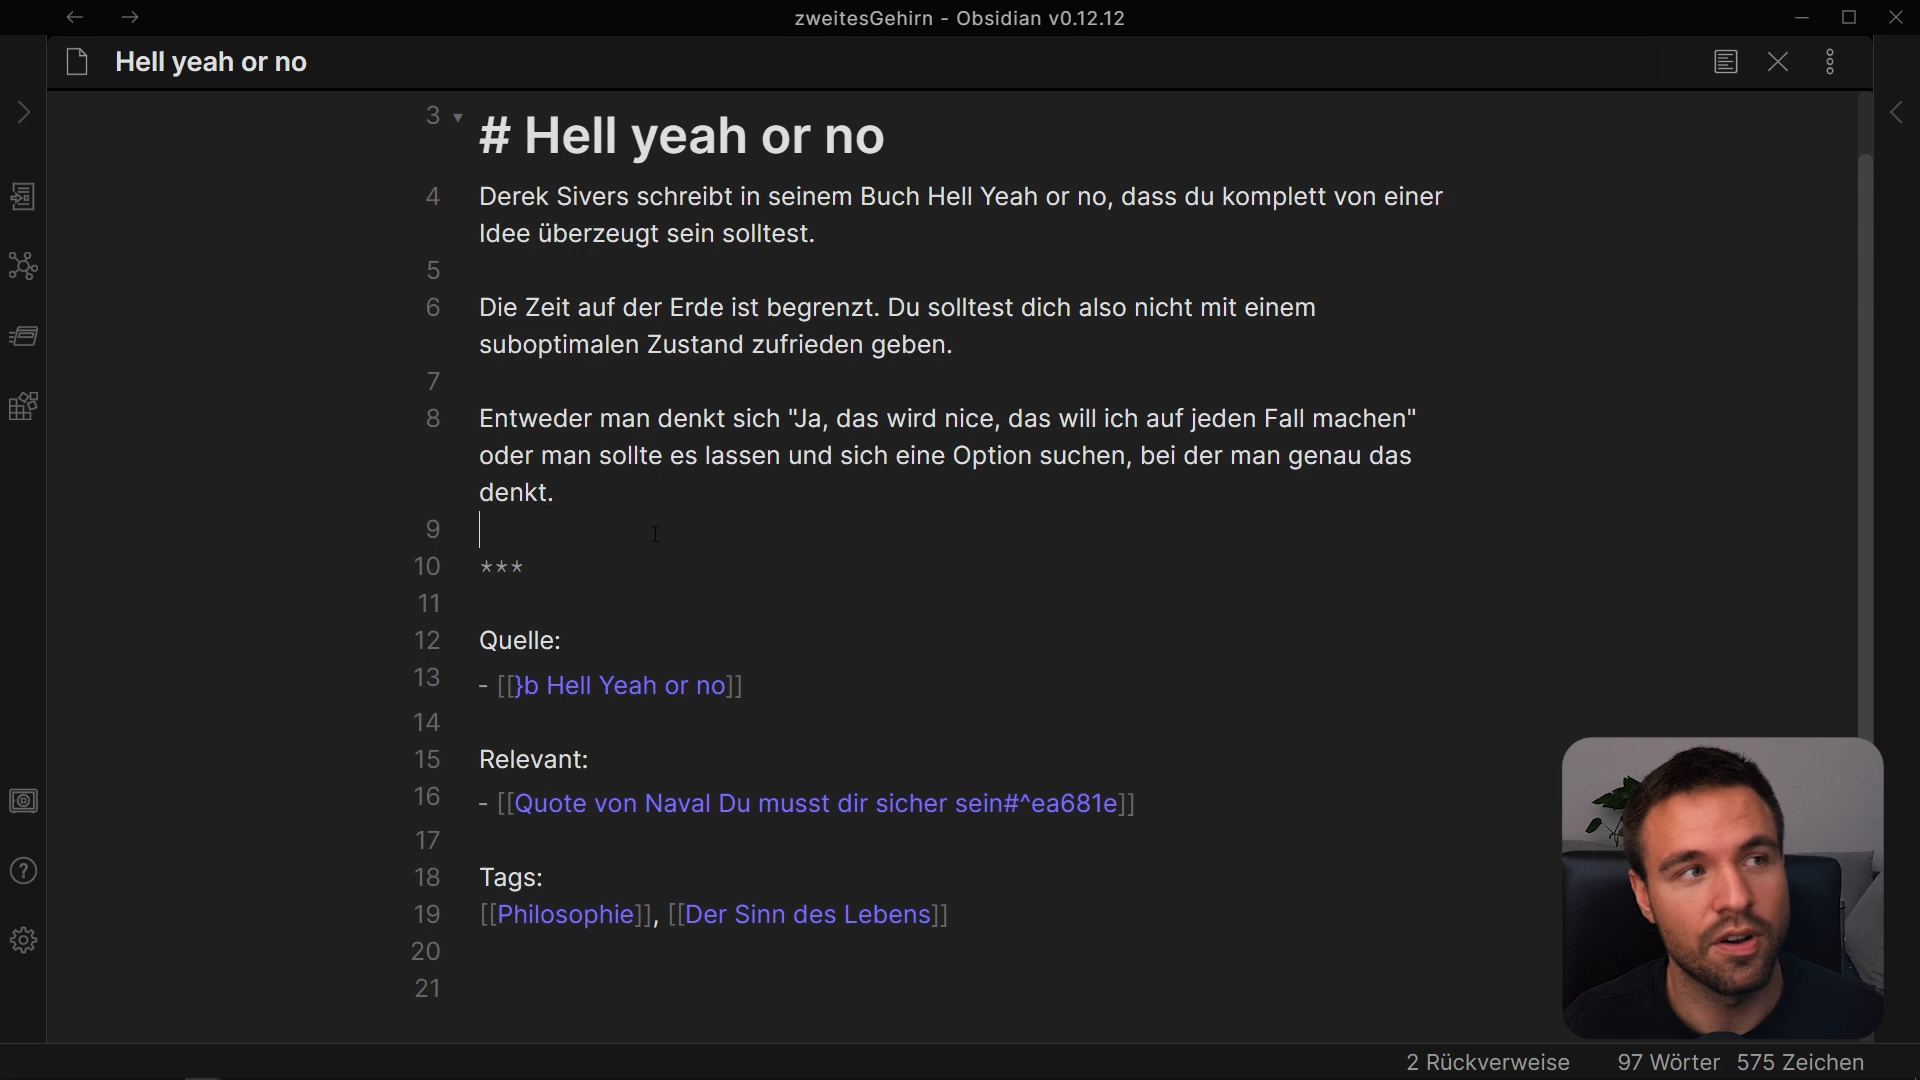 zweitesGehirn - Obsidian v0.12.12
Hell yeah or no
3 # Hell yeah or no
4 Derek Sivers schreibt in seinem Buch Hell Yeah or no, dass du komplett von einer
Idee überzeugt sein solltest.
5
6 Die Zeit auf der Erde ist begrenzt. Du solltest dich also nicht mit einem
suboptimalen Zustand zufrieden geben.
7
8 Entweder man denkt sich "Ja, das wird nice, das will ich auf jeden Fall machen"
oder man sollte es lassen und sich eine Option suchen, bei der man genau das
denkt.
9
10 ***
11
12 Quelle:
13 - [[}b Hell Yeah or no]]
14
15 Relevant:
16 - [[Quote von Naval Du musst dir sicher sein#^ea681e]]
17
18 Tags:
19 [[Philosophie]], [[Der Sinn des Lebens]]
20
21
2 Rückverweise 97 Wörter 575 Zeichen